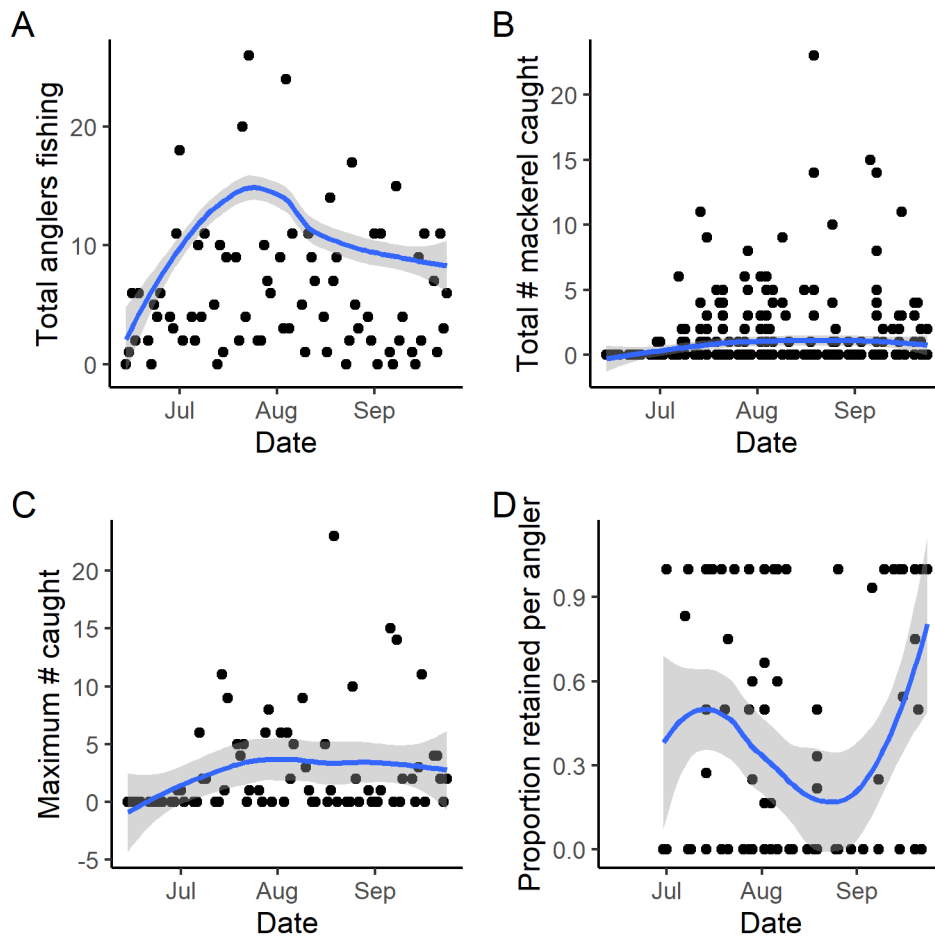 A
Total anglers fishing
20
10
0
Jul Aug Sep
Date
B
Total # mackerel caught
20
15
10
5
0
Jul Aug Sep
Date
C
Maximum # caught
20
15
10
5
0
-5
Jul Aug Sep
Date
D
Proportion retained per angler
0.9
0.6
0.3
0.0
Jul Aug Sep
Date